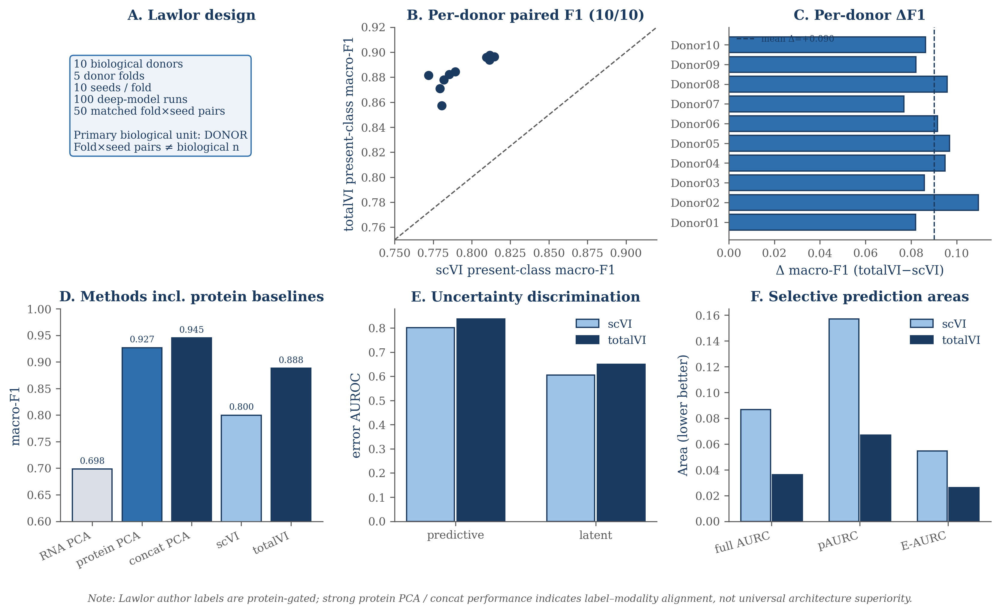 A. Lawlor design
10 biological donors
5 donor folds
10 seeds / fold
100 deep-model runs
50 matched fold×seed pairs
Primary biological unit: DONOR
Fold×seed pairs ≠ biological n
B. Per-donor paired F1 (10/10)
totalVI present-class macro-F1
0.92
0.90
0.88
0.86
0.84
0.82
0.80
0.78
0.76
0.750 0.775 0.800 0.825 0.850 0.875 0.900
scVI present-class macro-F1
C. Per-donor ΔF1
mean Δ=+0.090
Donor10
Donor09
Donor08
Donor07
Donor06
Donor05
Donor04
Donor03
Donor02
Donor01
0.00 0.02 0.04 0.06 0.08 0.10
Δ macro-F1 (totalVI−scVI)
D. Methods incl. protein baselines
macro-F1
1.00
0.95
0.90
0.85
0.80
0.75
0.70
0.65
0.60
0.698
0.927
0.945
0.800
0.888
RNA PCA
protein PCA
concat PCA
scVI
totalVI
E. Uncertainty discrimination
error AUROC
0.8
0.7
0.6
0.5
0.4
0.3
0.2
0.1
0.0
scVI
totalVI
predictive
latent
F. Selective prediction areas
Area (lower better)
0.16
0.14
0.12
0.10
0.08
0.06
0.04
0.02
0.00
scVI
totalVI
full AURC
pAURC
E-AURC
Note: Lawlor author labels are protein-gated; strong protein PCA / concat performance indicates label–modality alignment, not universal architecture superiority.